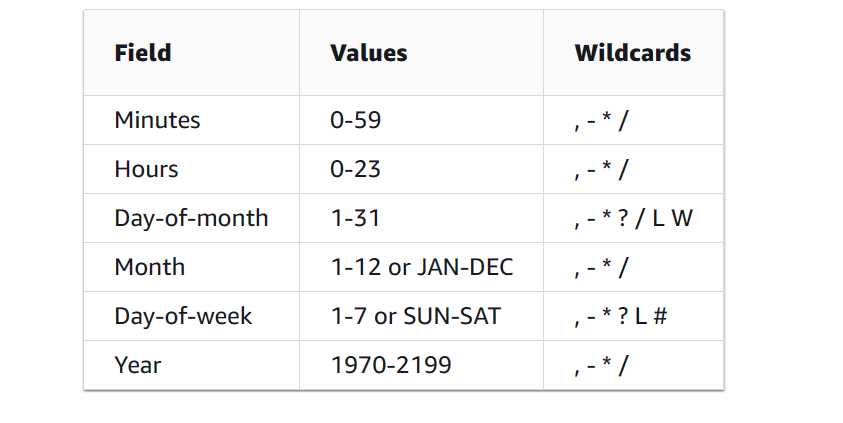 Field Values Wildcards
Minutes 0-59 , - * /
Hours 0-23 , - * /
Day-of-month 1-31 , - * ? / L W
Month 1-12 or JAN-DEC , - * /
Day-of-week 1-7 or SUN-SAT , - * ? L #
Year 1970-2199 , - * /